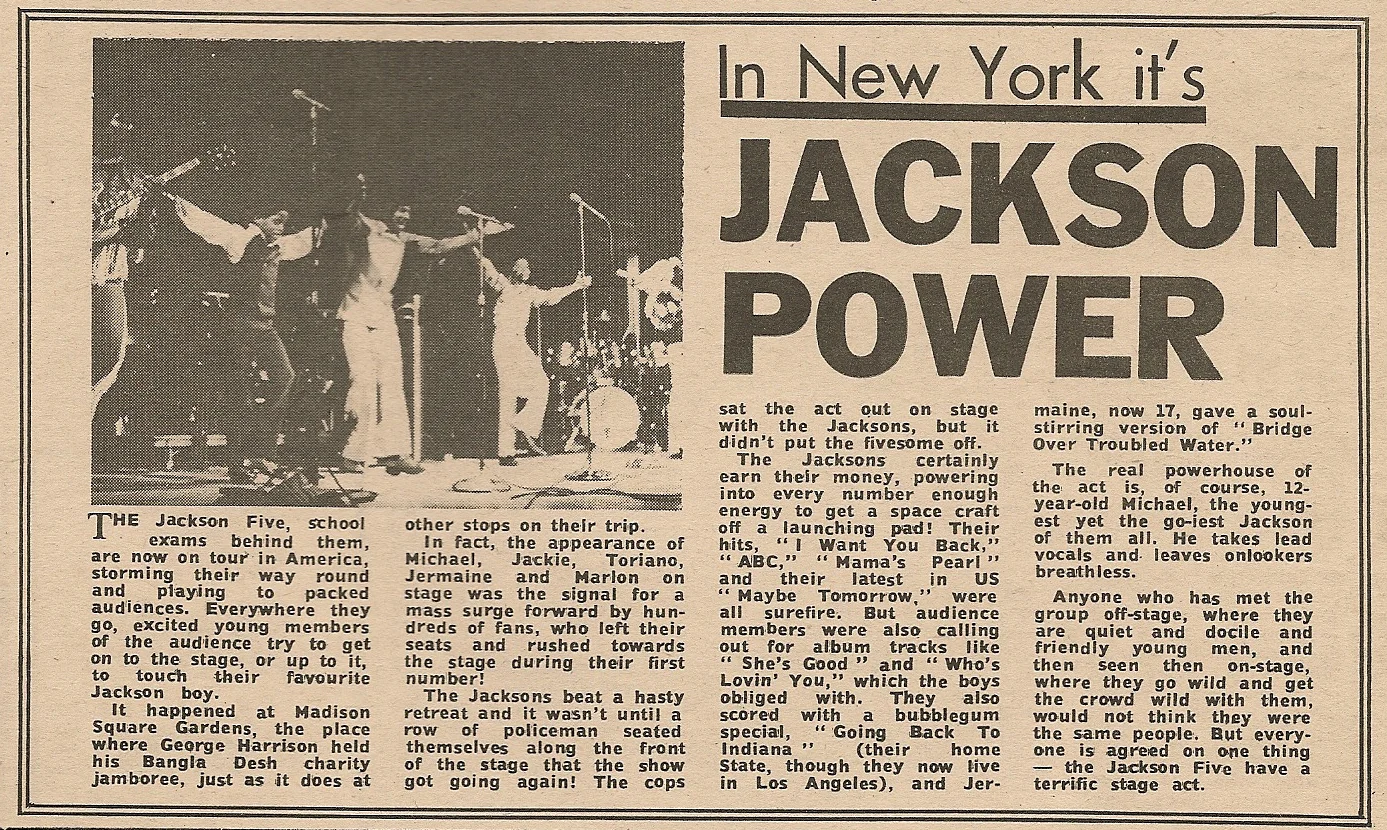 In New York it's
JACKSON
POWER
THE Jackson Five, school
exams behind them,
are now on tour in America,
storming their way round
and playing to packed
audiences. Everywhere they
go, excited young members
of the audience try to get
on to the stage, or up to it,
to touch their favourite
Jackson boy.
It happened at Madison
Square Gardens, the place
where George Harrison held
his Bangla Desh charity
jamboree, just as it does at
other stops on their trip.
In fact, the appearance of
Michael, Jackie, Toriano,
Jermaine and Marlon on
stage was the signal for a
mass surge forward by hun-
dreds of fans, who left their
seats and rushed towards
the stage during their first
number!
The Jacksons beat a hasty
retreat and it wasn't until a
row of policeman seated
themselves along the front
of the stage that the show
got going again! The cops
sat the act out on stage
with the Jacksons, but it
didn't put the fivesome off.
The Jacksons certainly
earn their money, powering
into every number enough
energy to get a space craft
off a launching pad! Their
hits, "I Want You Back,"
"ABC," "Mama's Pearl"
and their latest in US
"Maybe Tomorrow," were
all surefire. But audience
members were also calling
out for album tracks like
"She's Good" and "Who's
Lovin' You," which the boys
obliged with. They also
scored with a bubblegum
special, "Going Back To
Indiana" (their home
State, though they now live
in Los Angeles), and Jer-
maine, now 17, gave a soul-
stirring version of "Bridge
Over Troubled Water."
The real powerhouse of
the act is, of course, 12-
year-old Michael, the young-
est yet the go-iest Jackson
of them all. He takes lead
vocals and leaves onlookers
breathless.
Anyone who has met the
group off-stage, where they
are quiet and docile and
friendly young men, and
then seen then on-stage,
where they go wild and get
the crowd wild with them,
would not think they were
the same people. But every-
one is agreed on one thing
— the Jackson Five have a
terrific stage act.